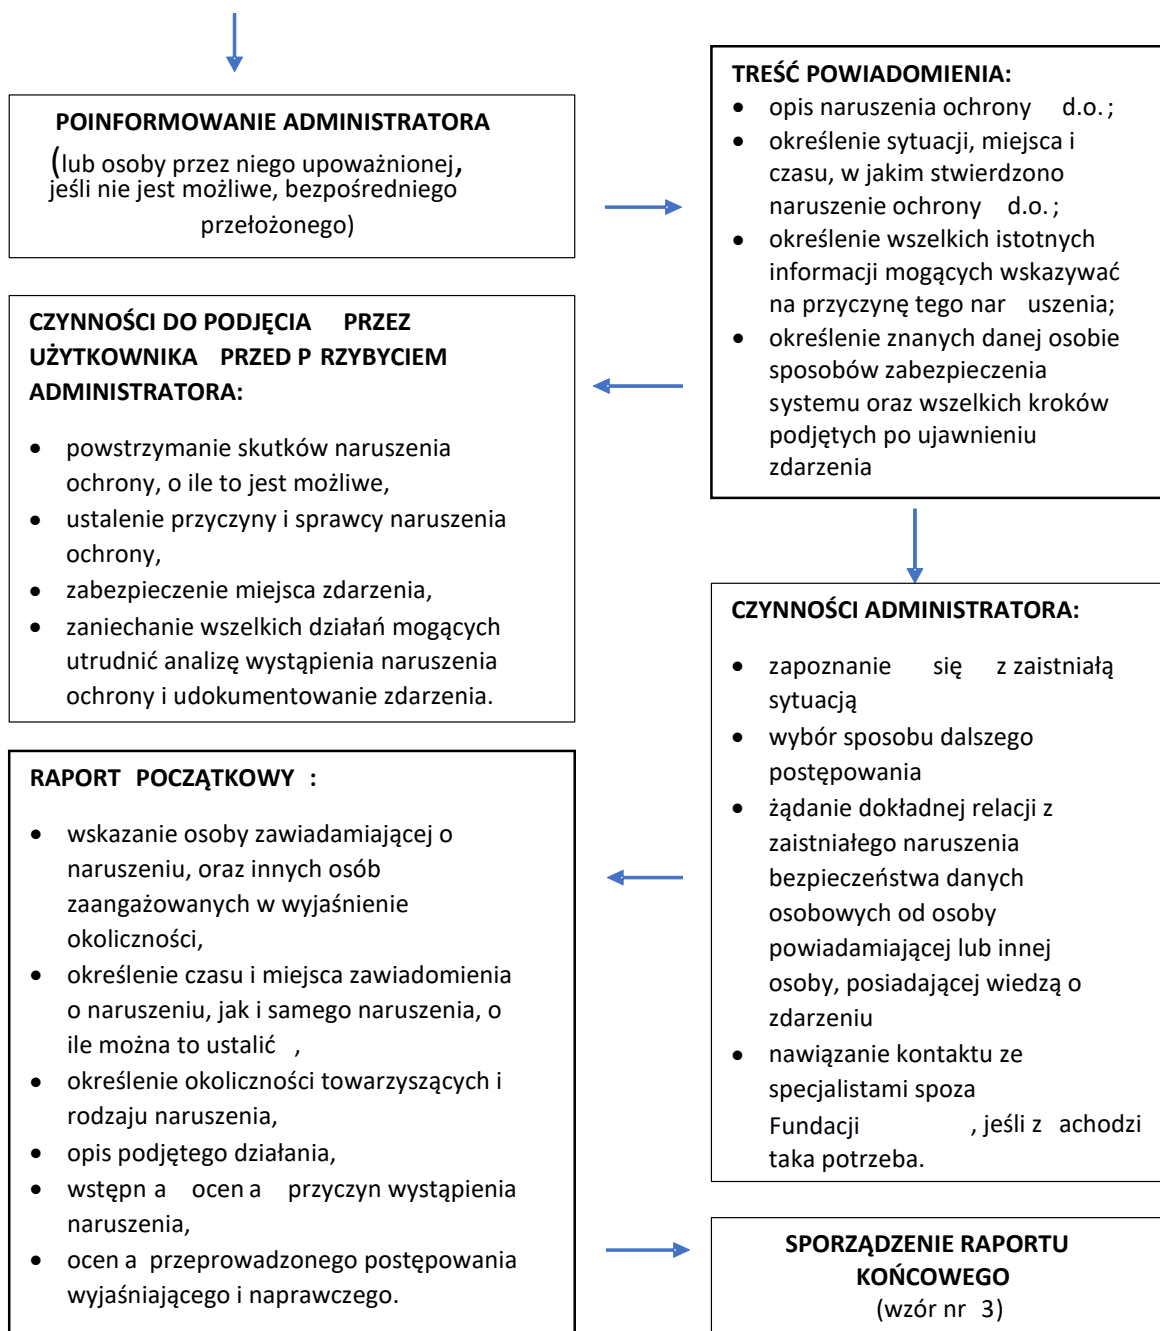 POINFORMOWANIE ADMINISTRATORA
(lub osoby przez niego upoważnionej,
jeśli nie jest możliwe, bezpośredniego
przełożonego)
TREŚĆ POWIADOMIENIA:
• opis naruszenia ochrony d.o.;
• określenie sytuacji, miejsca i
czasu, w jakim stwierdzono
naruszenie ochrony d.o.;
• określenie wszelkich istotnych
informacji mogących wskazywać
na przyczynę tego nar uszenia;
• określenie znanych danej osobie
sposobów zabezpieczenia
systemu oraz wszelkich kroków
podjętych po ujawnieniu
zdarzenia
CZYNNOŚCI DO PODJĘCIA PRZEZ
UŻYTKOWNIKA PRZED P RZYBYCIEM
ADMINISTRATORA:
• powstrzymanie skutków naruszenia
ochrony, o ile to jest możliwe,
• ustalenie przyczyny i sprawcy naruszenia
ochrony,
• zabezpieczenie miejsca zdarzenia,
• zaniechanie wszelkich działań mogących
utrudnić analizę wystąpienia naruszenia
ochrony i udokumentowanie zdarzenia.
CZYNNOŚCI ADMINISTRATORA:
• zapoznanie się z zaistniałą
sytuacją
• wybór sposobu dalszego
postępowania
• żądanie dokładnej relacji z
zaistniałego naruszenia
bezpieczeństwa danych
osobowych od osoby
powiadamiającej lub innej
osoby, posiadającej wiedzą o
zdarzeniu
• nawiązanie kontaktu ze
specjalistami spoza
Fundacji , jeśli z achodzi
taka potrzeba.
RAPORT POCZĄTKOWY :
• wskazanie osoby zawiadamiającej o
naruszeniu, oraz innych osób
zaangażowanych w wyjaśnienie
okoliczności,
• określenie czasu i miejsca zawiadomienia
o naruszeniu, jak i samego naruszenia, o
ile można to ustalić ,
• określenie okoliczności towarzyszących i
rodzaju naruszenia,
• opis podjętego działania,
• wstępn a ocen a przyczyn wystąpienia
naruszenia,
• ocen a przeprowadzonego postępowania
wyjaśniającego i naprawczego.
SPORZĄDZENIE RAPORTU
KOŃCOWEGO
(wzór nr 3)